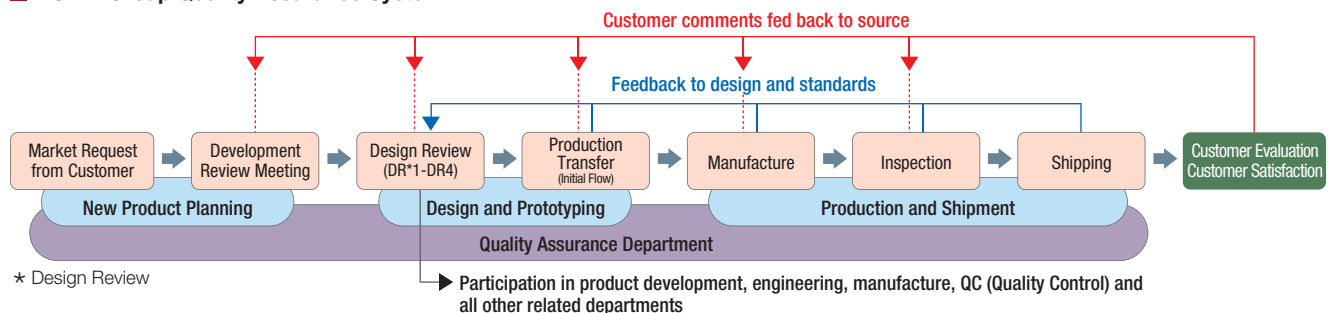 Customer comments fed back to source
Feedback to design and standards
Market Request
from Customer
Development
Review Meeting
Design Review
(DR*1-DR4)
Production
Transfer
(Initial Flow)
Manufacture
Inspection
Shipping
Customer Evaluation
Customer Satisfaction
New Product Planning
Design and Prototyping
Production and Shipment
Quality Assurance Department
* Design Review
Participation in product development, engineering, manufacture, QC (Quality Control) and
all other related departments